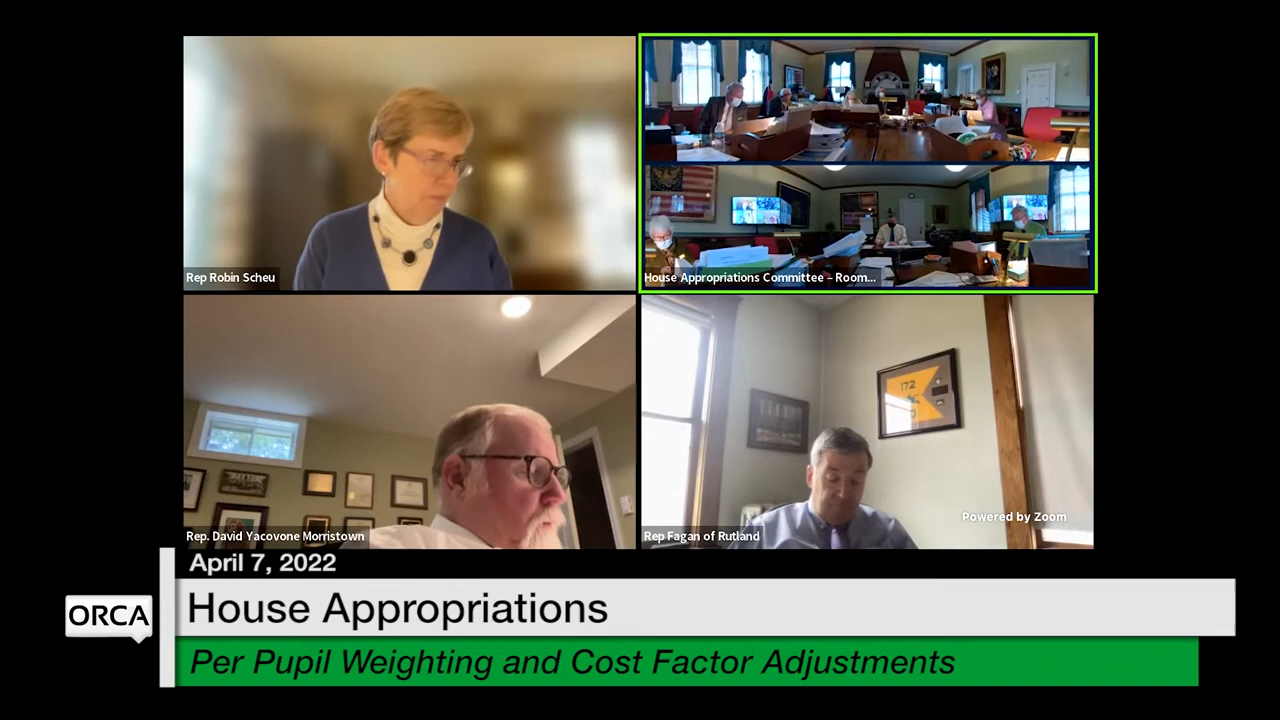 Rep Robin Scheu
House Appropriations Committee – Room...
172
Rep. David Yacovone Morristown
Rep Fagan of Rutland
Powered by Zoom
April 7, 2022
ORCA
House Appropriations
Per Pupil Weighting and Cost Factor Adjustments